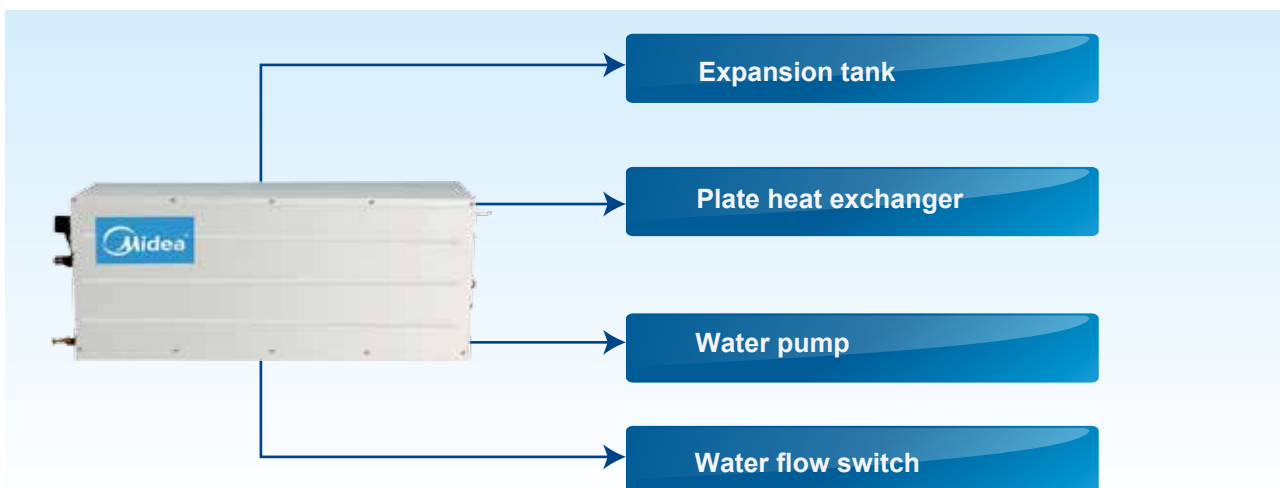 Expansion tank
Plate heat exchanger
Midea
Water pump
Water flow switch